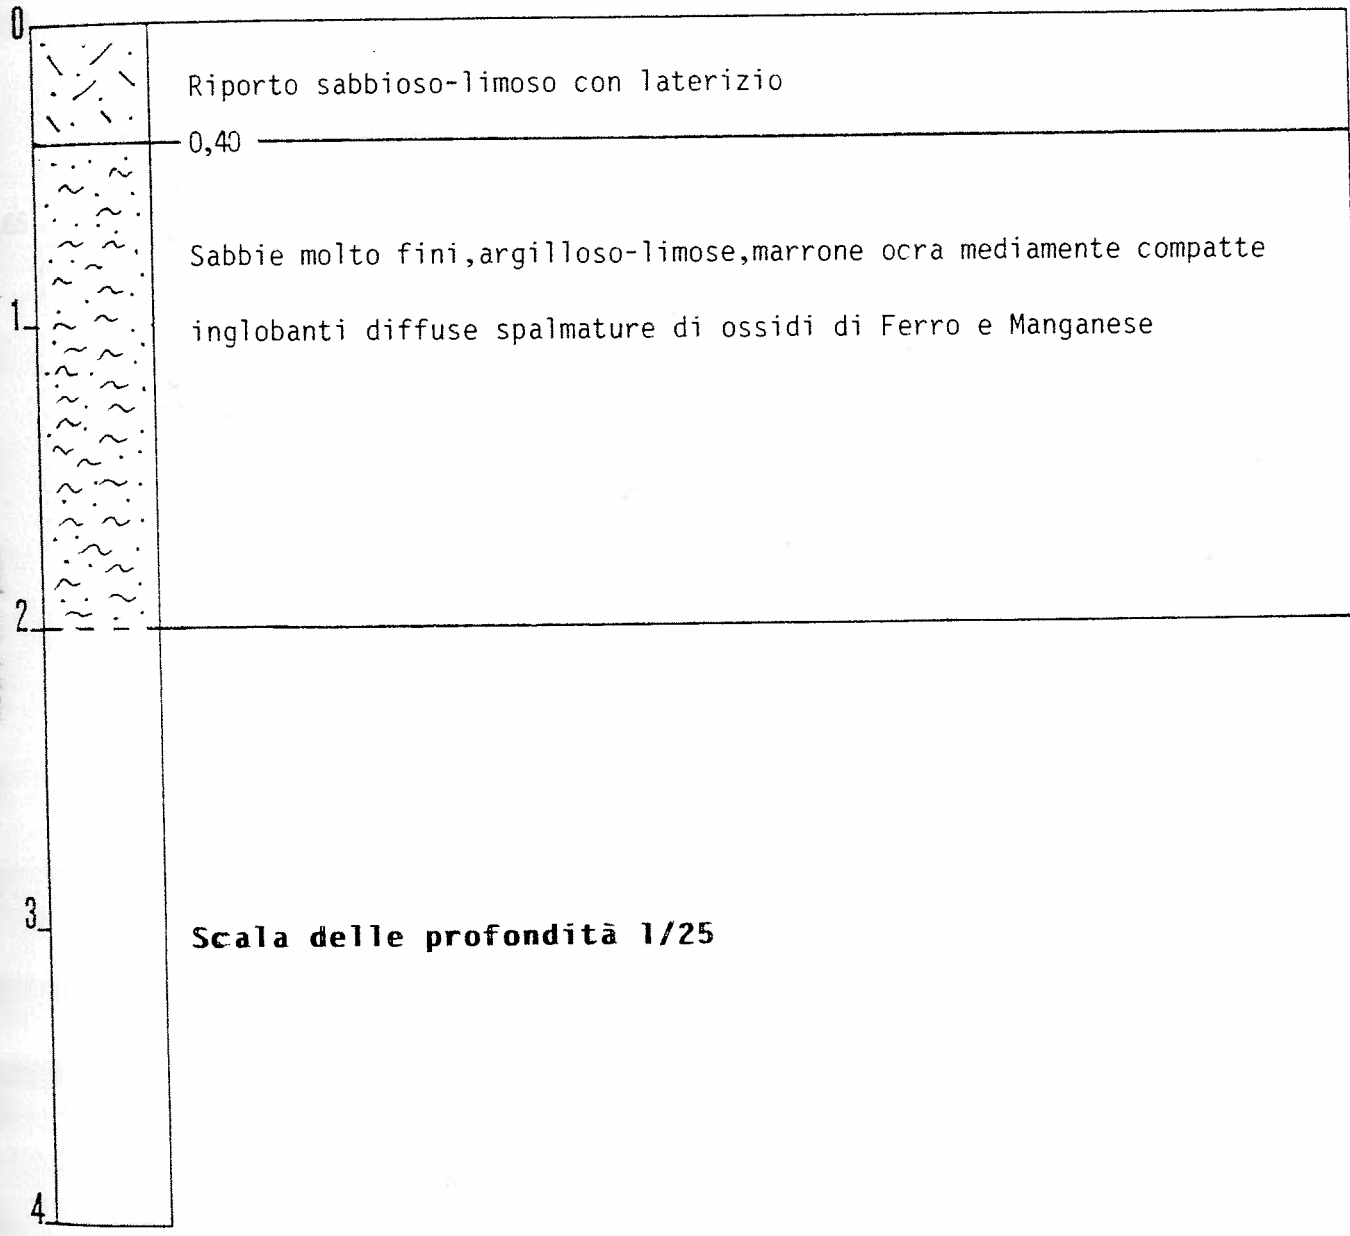 0
Riporto sabbioso-limoso con laterizio
0,40
Sabbie molto fini,argilloso-limose,marrone ocra mediamente compatte
1
inglobanti diffuse spalmature di ossidi di Ferro e Manganese
2
3
Scala delle profondità 1/25
4